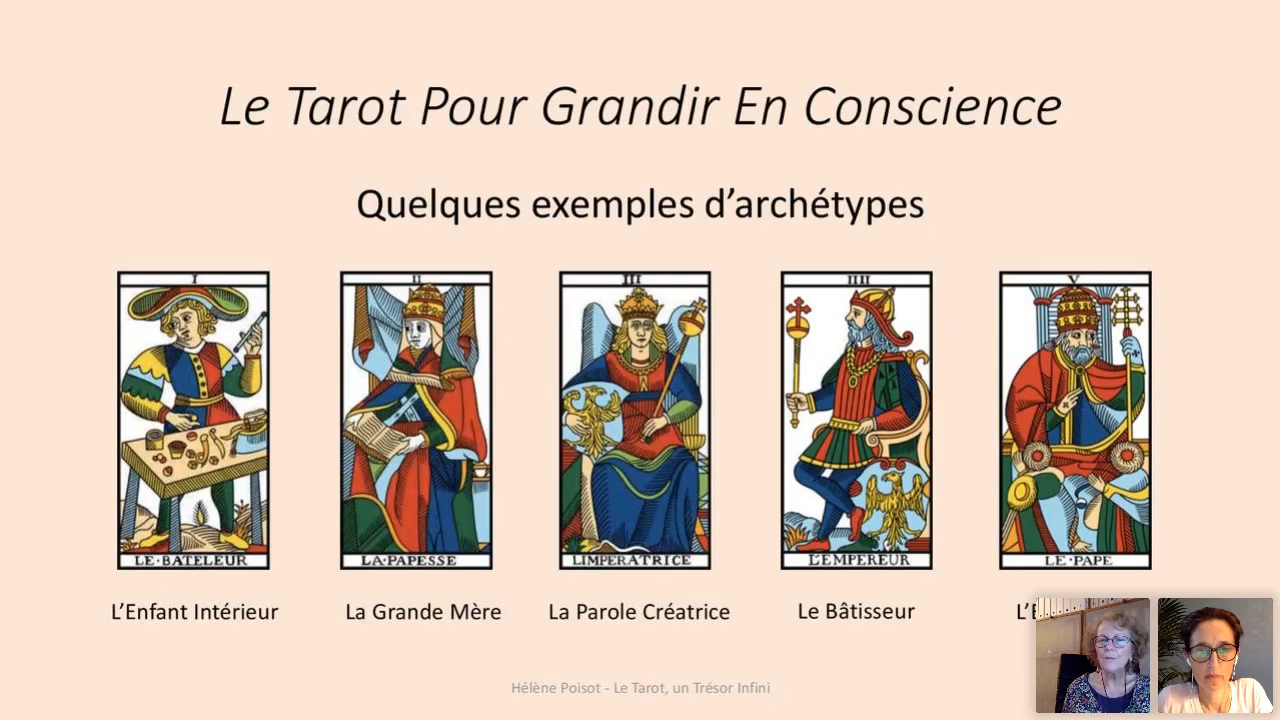 Le Tarot Pour Grandir En Conscience
Quelques exemples d’archétypes
I
II
III
IIII
V
LE·BATELEUR
LA·PAPESSE
LIMPERATRICE
L'EMPEREUR
LE·PAPE
L’Enfant Intérieur
La Grande Mère
La Parole Créatrice
Le Bâtisseur
Hélène Poisot - Le Tarot, un Trésor Infini